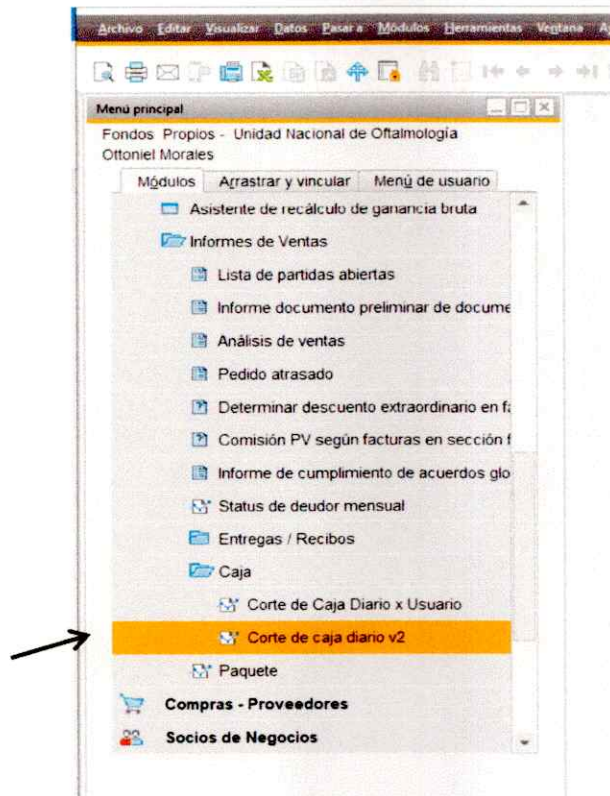 Archivo Editar Visualizar Datos Pasar a Módulos Herramientas Ventana
Menú principal
Fondos Propios - Unidad Nacional de Oftalmología
Ottoniel Morales
Módulos Arrastrar y vincular Menú de usuario
Asistente de recálculo de ganancia bruta
Informes de Ventas
Lista de partidas abiertas
Informe documento preliminar de docume
Análisis de ventas
Pedido atrasado
Determinar descuento extraordinario en fa
Comisión PV según facturas en sección f
Informe de cumplimiento de acuerdos glo
Status de deudor mensual
Entregas / Recibos
Caja
Corte de Caja Diario x Usuario
Corte de caja diario v2
Paquete
Compras - Proveedores
Socios de Negocios